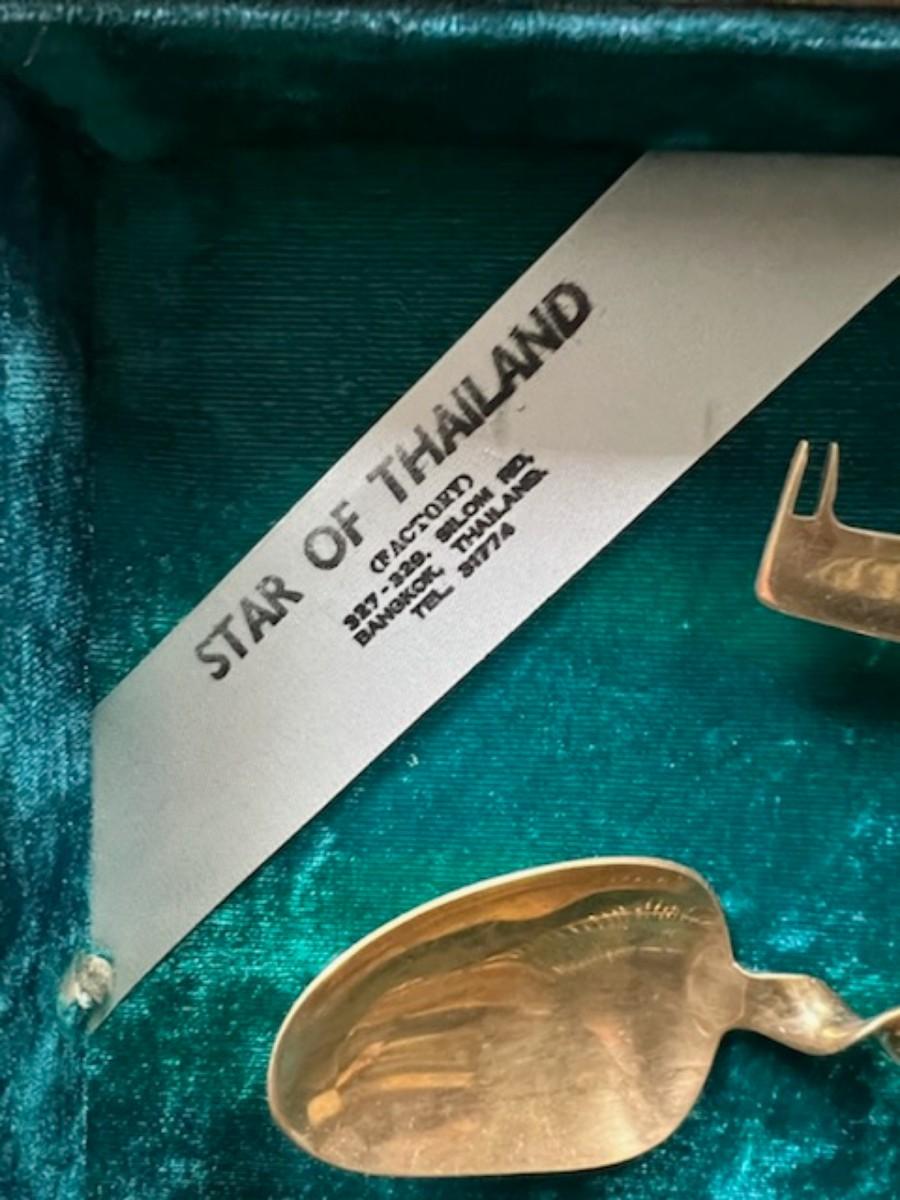 STAR OF THAILAND
(FACTORY)
327-329, SILOM RD,
BANGKOK, THAILAND.
TEL. 31774